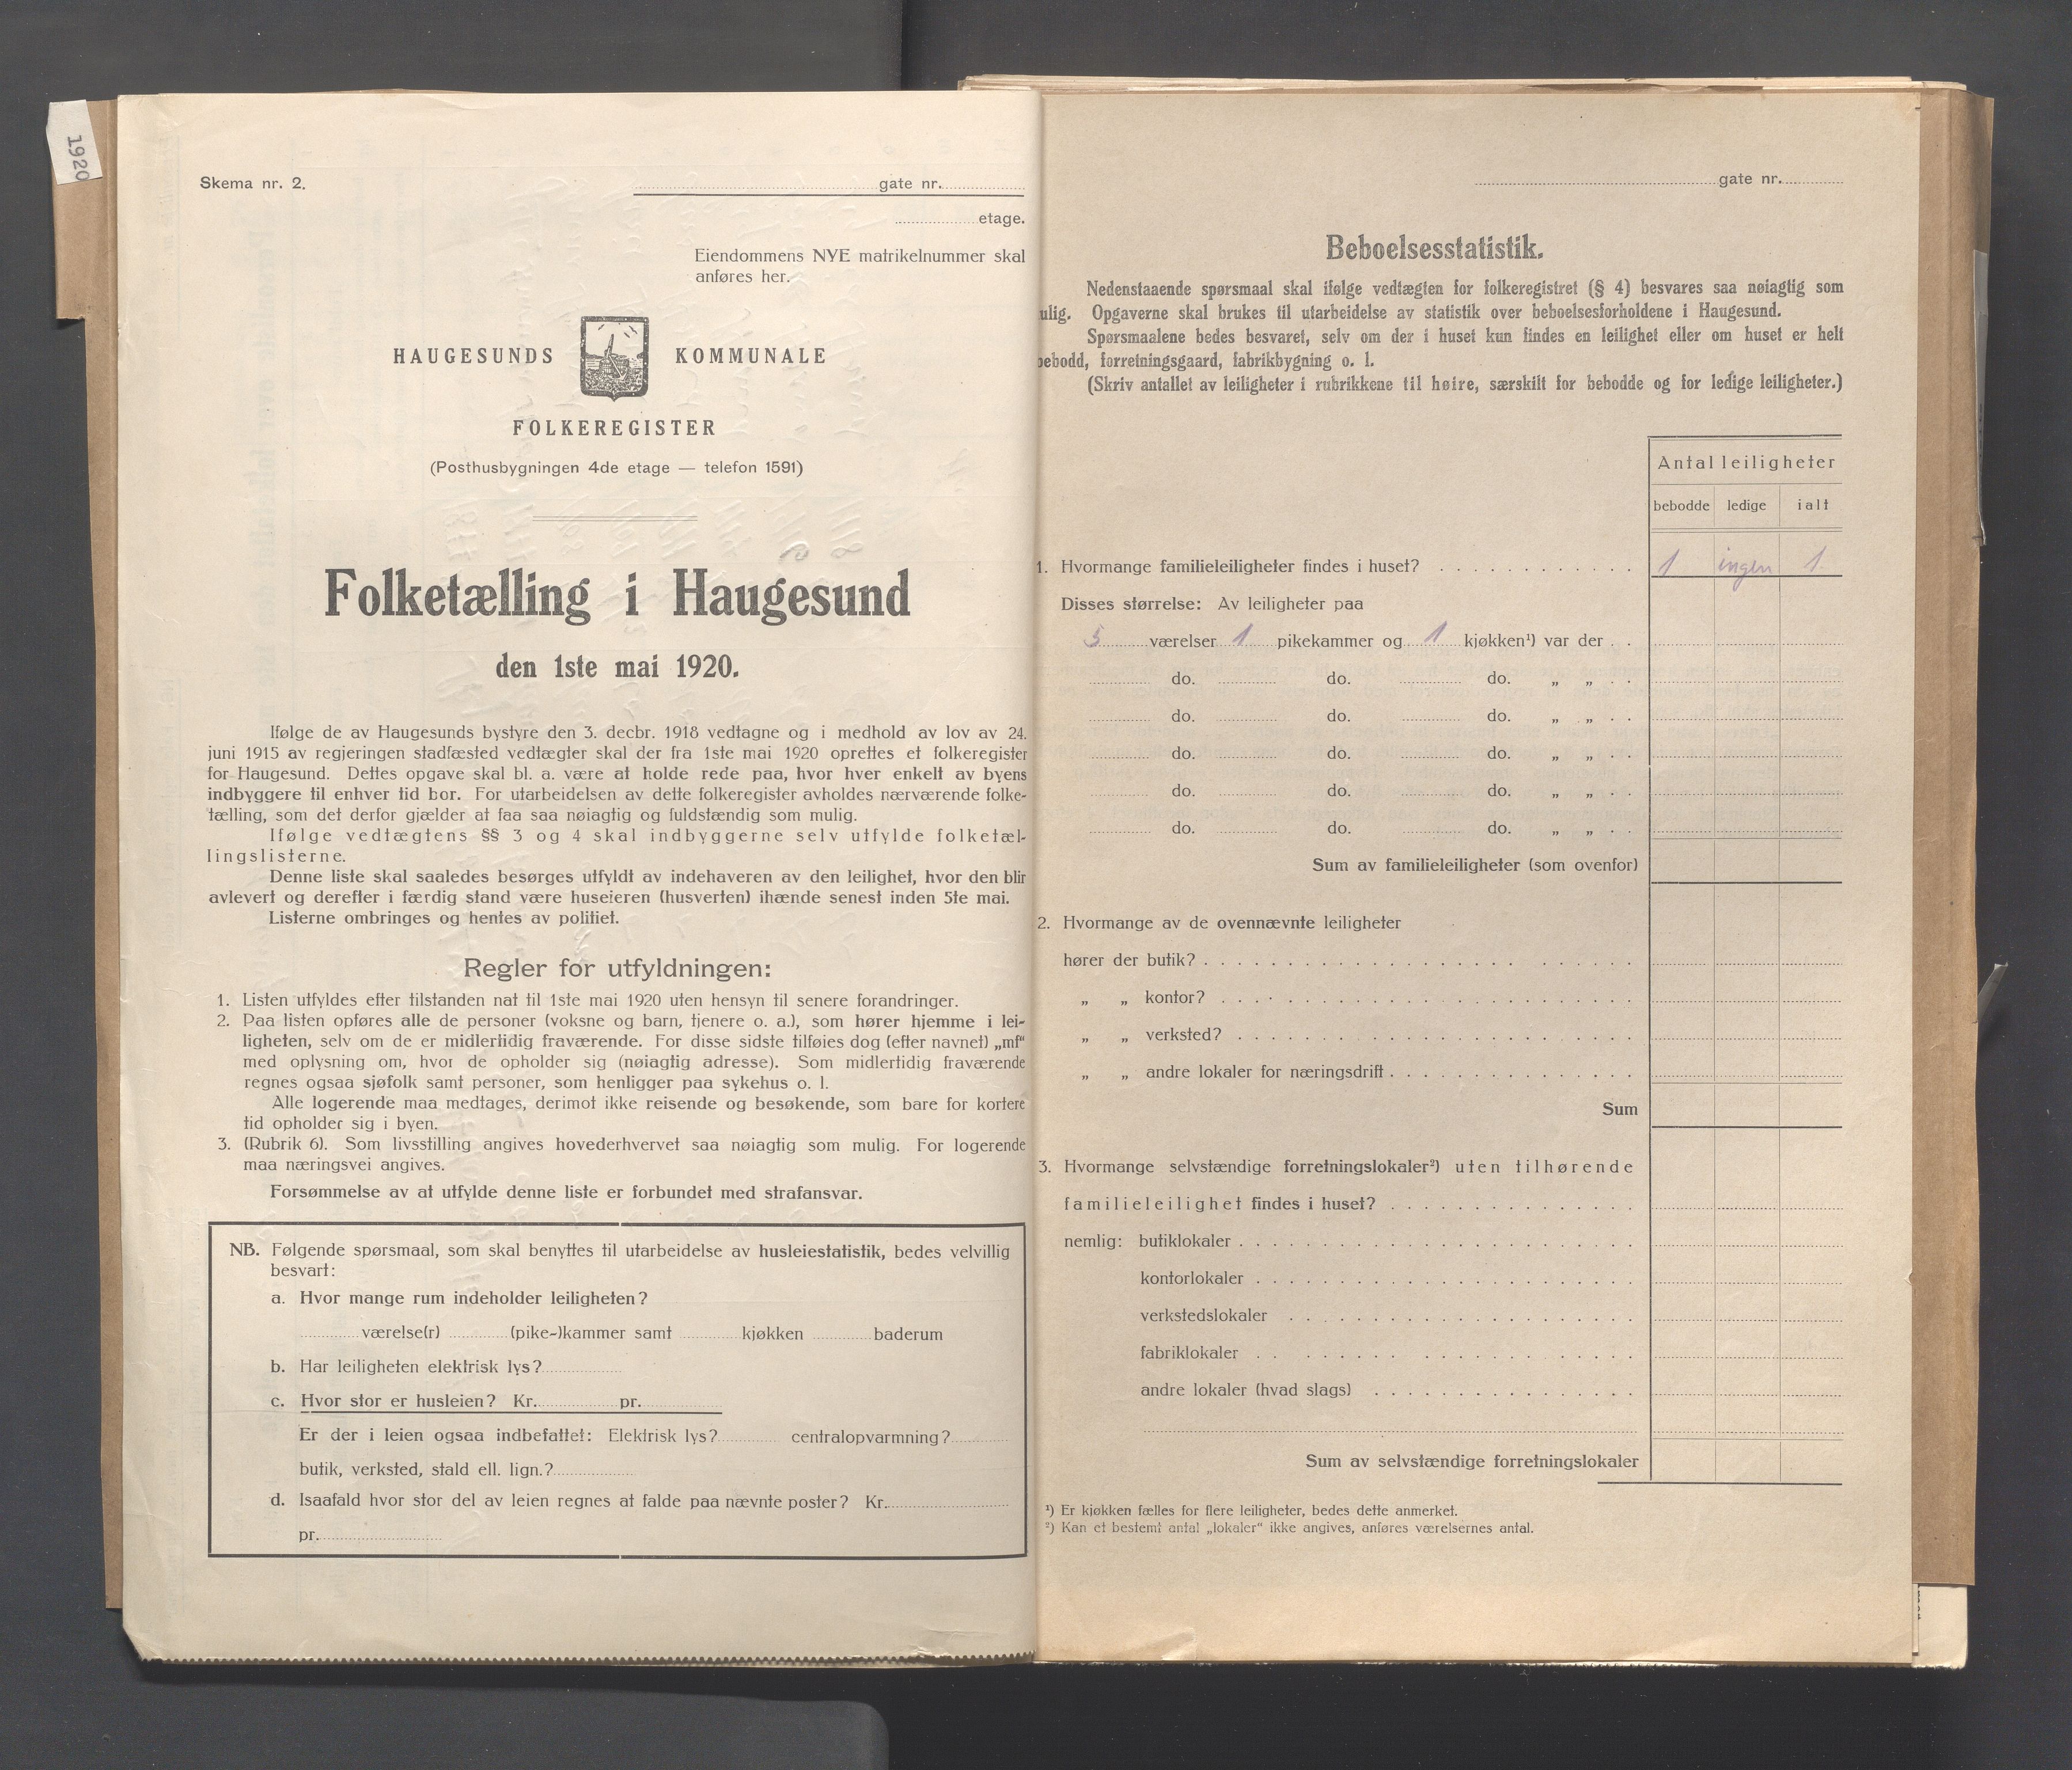 1920
Skema nr. 2.
gate nr.
etage.
Eiendommens NYE matrikelnummer skal
anføres her.
HAUGESUNDS KOMMUNALE
FOLKEREGISTER
(Posthusbygningen 4de etage — telefon 1591)
Folketælling i Haugesund
den 1ste mai 1920.
Ifølge de av Haugesunds bystyre den 3. decbr. 1918 vedtagne og i medhold av lov av 24.
juni 1915 av regjeringen stadfæsted vedtægter skal der fra 1ste mai 1920 oprettes et folkeregister
for Haugesund. Dettes opgave skal bl. a. være at holde rede paa, hvor hver enkelt av byens
indbyggere til enhver tid bor. For utarbeidelsen av dette folkeregister avholdes nærværende folke-
tælling, som det derfor gjælder at faa saa nøiagtig og fuldstændig som mulig.
Ifølge vedtægtens §§ 3 og 4 skal indbyggerne selv utfylde folketæl-
lingslisterne.
Denne liste skal saaledes besørges utfyldt av indehaveren av den leilighet, hvor den blir
avlevert og derefter i færdig stand være huseieren (husverten) ihænde senest inden 5te mai.
Listerne ombringes og hentes av politiet.
Regler for utfyldningen:
1. Listen utfyldes efter tilstanden nat til 1ste mai 1920 uten hensyn til senere forandringer.
2. Paa listen opføres alle de personer (voksne og barn, tjenere o. a.), som hører hjemme i lei-
ligheten, selv om de er midlertidig fraværende. For disse sidste tilføies dog (efter navnet) „mf"
med oplysning om, hvor de opholder sig (nøiagtig adresse). Som midlertidig fraværende
regnes ogsaa sjøfolk samt personer, som henligger paa sykehus o. l.
Alle logerende maa medtages, derimot ikke reisende og besøkende, som bare for kortere
tid opholder sig i byen.
3. (Rubrik 6). Som livsstilling angives hovederhvervet saa nøiagtig som mulig. For logerende
maa næringsvei angives.
Forsømmelse av at utfylde denne liste er forbundet med strafansvar.
NB. Følgende spørsmaal, som skal benyttes til utarbeidelse av husleiestatistik, bedes velvillig
besvart:
a. Hvor mange rum indeholder leiligheten?
værelse(r) (pike-)kammer samt kjøkken baderum
b. Har leiligheten elektrisk lys?
c. Hvor stor er husleien? Kr. pr.
Er der i leien ogsaa indbefattet: Elektrisk lys? centralopvarmning?
butik, verksted, stald ell. lign.?
d. Isaafald hvor stor del av leien regnes at falde paa nævnte poster? Kr.
pr.
gate nr.
Beboelsesstatistik.
Nedenstaaende spørsmaal skal ifølge vedtægten for folkeregistret (§ 4) besvares saa nøiagtig som
ulig. Opgaverne skal brukes til utarbeidelse av statistik over beboelsesforholdene i Haugesund.
Spørsmaalene bedes besvaret, selv om der i huset kun findes en leilighet eller om huset er helt
bebodd, forretningsgaard, fabrikbygning o. l.
(Skriv antallet av leiligheter i rubrikkene til høire, særskilt for bebodde og for ledige leiligheter.)
Antal leiligheter
bebodde ledige ialt
1. Hvormange familieleiligheter findes i huset? 1 ingen 1
Disses størrelse: Av leiligheter paa
5 værelser 1 pikekammer og 1 kjøkken¹) var der
do. do. do. „ „
do. do. do. „ „
do. do. do. „ „
do. do. do. „ „
do. do. do. „ „
Sum av familieleiligheter (som ovenfor)
2. Hvormange av de ovennævnte leiligheter
hører der butik?
„ „ kontor?
„ „ verksted?
„ „ andre lokaler for næringsdrift
Sum
3. Hvormange selvstændige forretningslokaler²) uten tilhørende
familieleilighet findes i huset?
nemlig: butiklokaler
kontorlokaler
verkstedslokaler
fabriklokaler
andre lokaler (hvad slags)
Sum av selvstændige forretningslokaler
¹) Er kjøkken fælles for flere leiligheter, bedes dette anmerket.
²) Kan et bestemt antal „lokaler" ikke angives, anføres værelsernes antal.